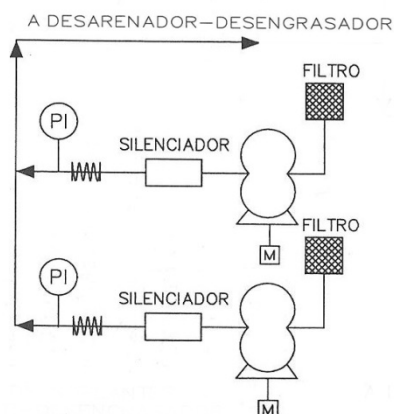 A DESARENADOR-DESENGRASADOR
FILTRO
PI
SILENCIADOR
M
FILTRO
PI
SILENCIADOR
M